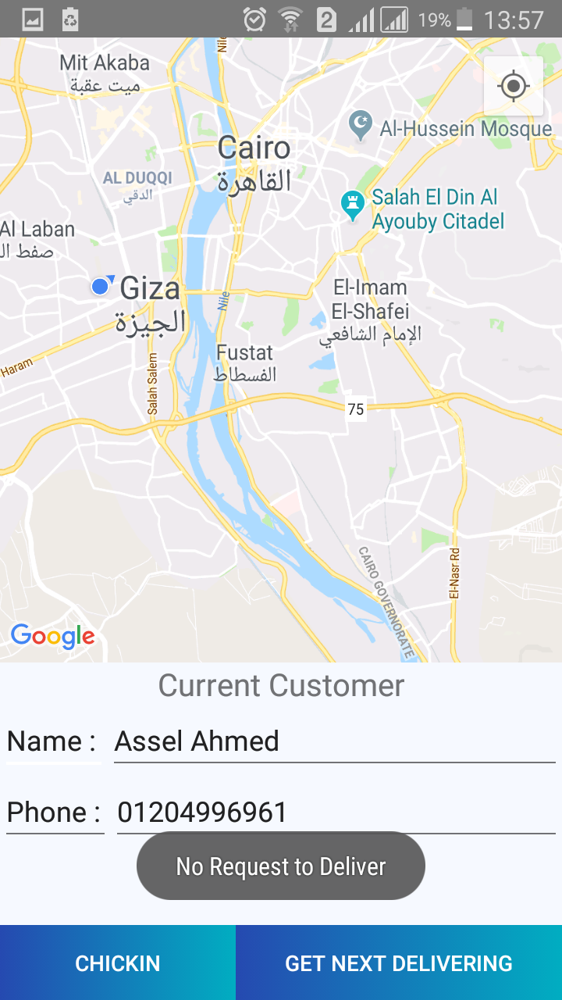 2 19% 13:57
Nile
Mit Akaba
ميت عقبة
Al-Hussein Mosque
Cairo
القاهرة
AL DUQQI
الدقي
Salah El Din Al
Ayouby Citadel
Al Laban
صفط ال
Giza
الجيزة
El-Imam
El-Shafei
الإمام الشافعي
Nile
Fustat
الفسطاط
Haram
Salah Salem
75
CAIRO GOVERNORATE
El-Nasr Rd
Google
Current Customer
Name : Assel Ahmed
Phone : 01204996961
No Request to Deliver
CHICKIN GET NEXT DELIVERING